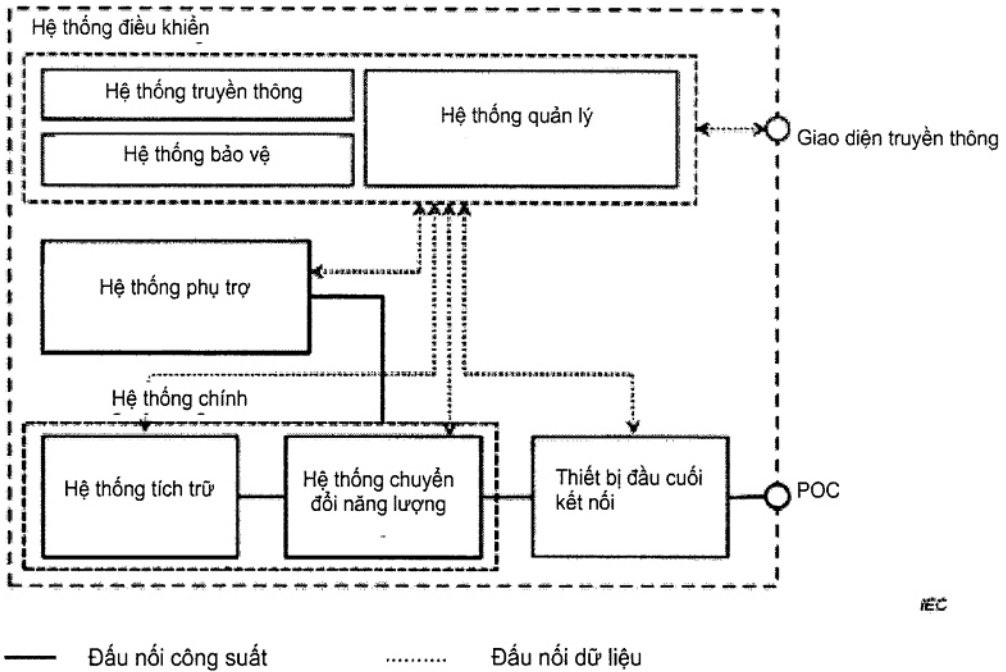 Hệ thống điều khiển
Hệ thống truyền thông
Hệ thống quản lý
Hệ thống bảo vệ
Giao diện truyền thông
Hệ thống phụ trợ
Hệ thống chính
Hệ thống tích trữ
Hệ thống chuyển
đổi năng lượng
Thiết bị đầu cuối
kết nối
POC
IEC
Đấu nối công suất
Đấu nối dữ liệu